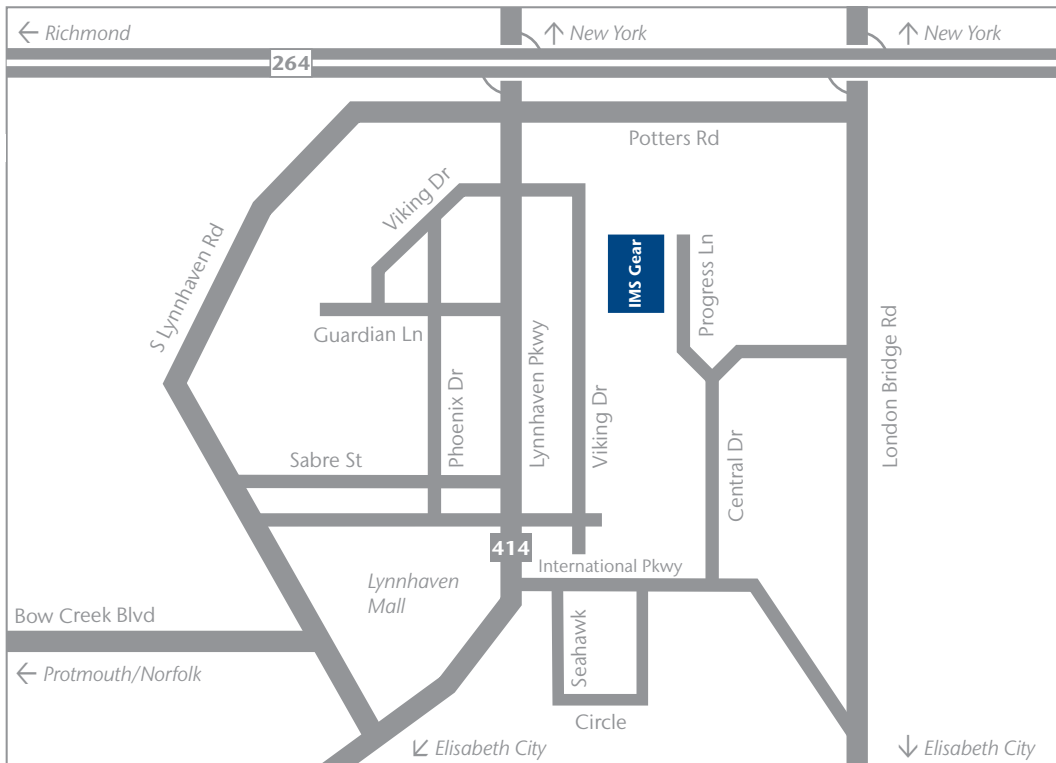 ← Richmond
↑ New York
↑ New York
264
Potters Rd
Viking Dr
S Lynnhaven Rd
IMS Gear
Progress Ln
Guardian Ln
Lynnhaven Pkwy
London Bridge Rd
Phoenix Dr
Viking Dr
Central Dr
Sabre St
414
International Pkwy
Lynnhaven
Mall
Bow Creek Blvd
Seahawk
Circle
← Protmouth/Norfolk
↙ Elisabeth City
↓ Elisabeth City